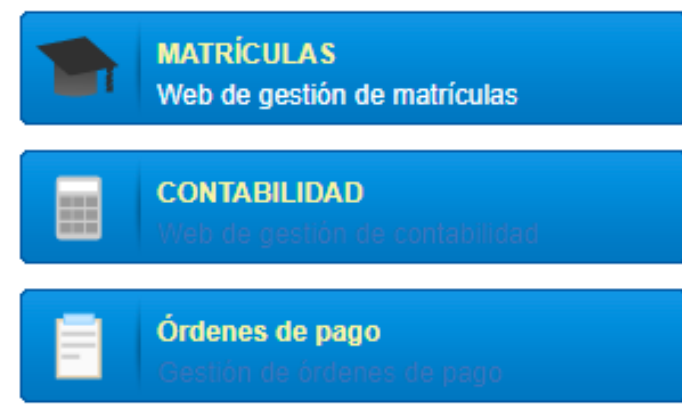 MATRÍCULAS
Web de gestión de matrículas
CONTABILIDAD
Web de gestión de contabilidad
Órdenes de pago
Gestión de órdenes de pago